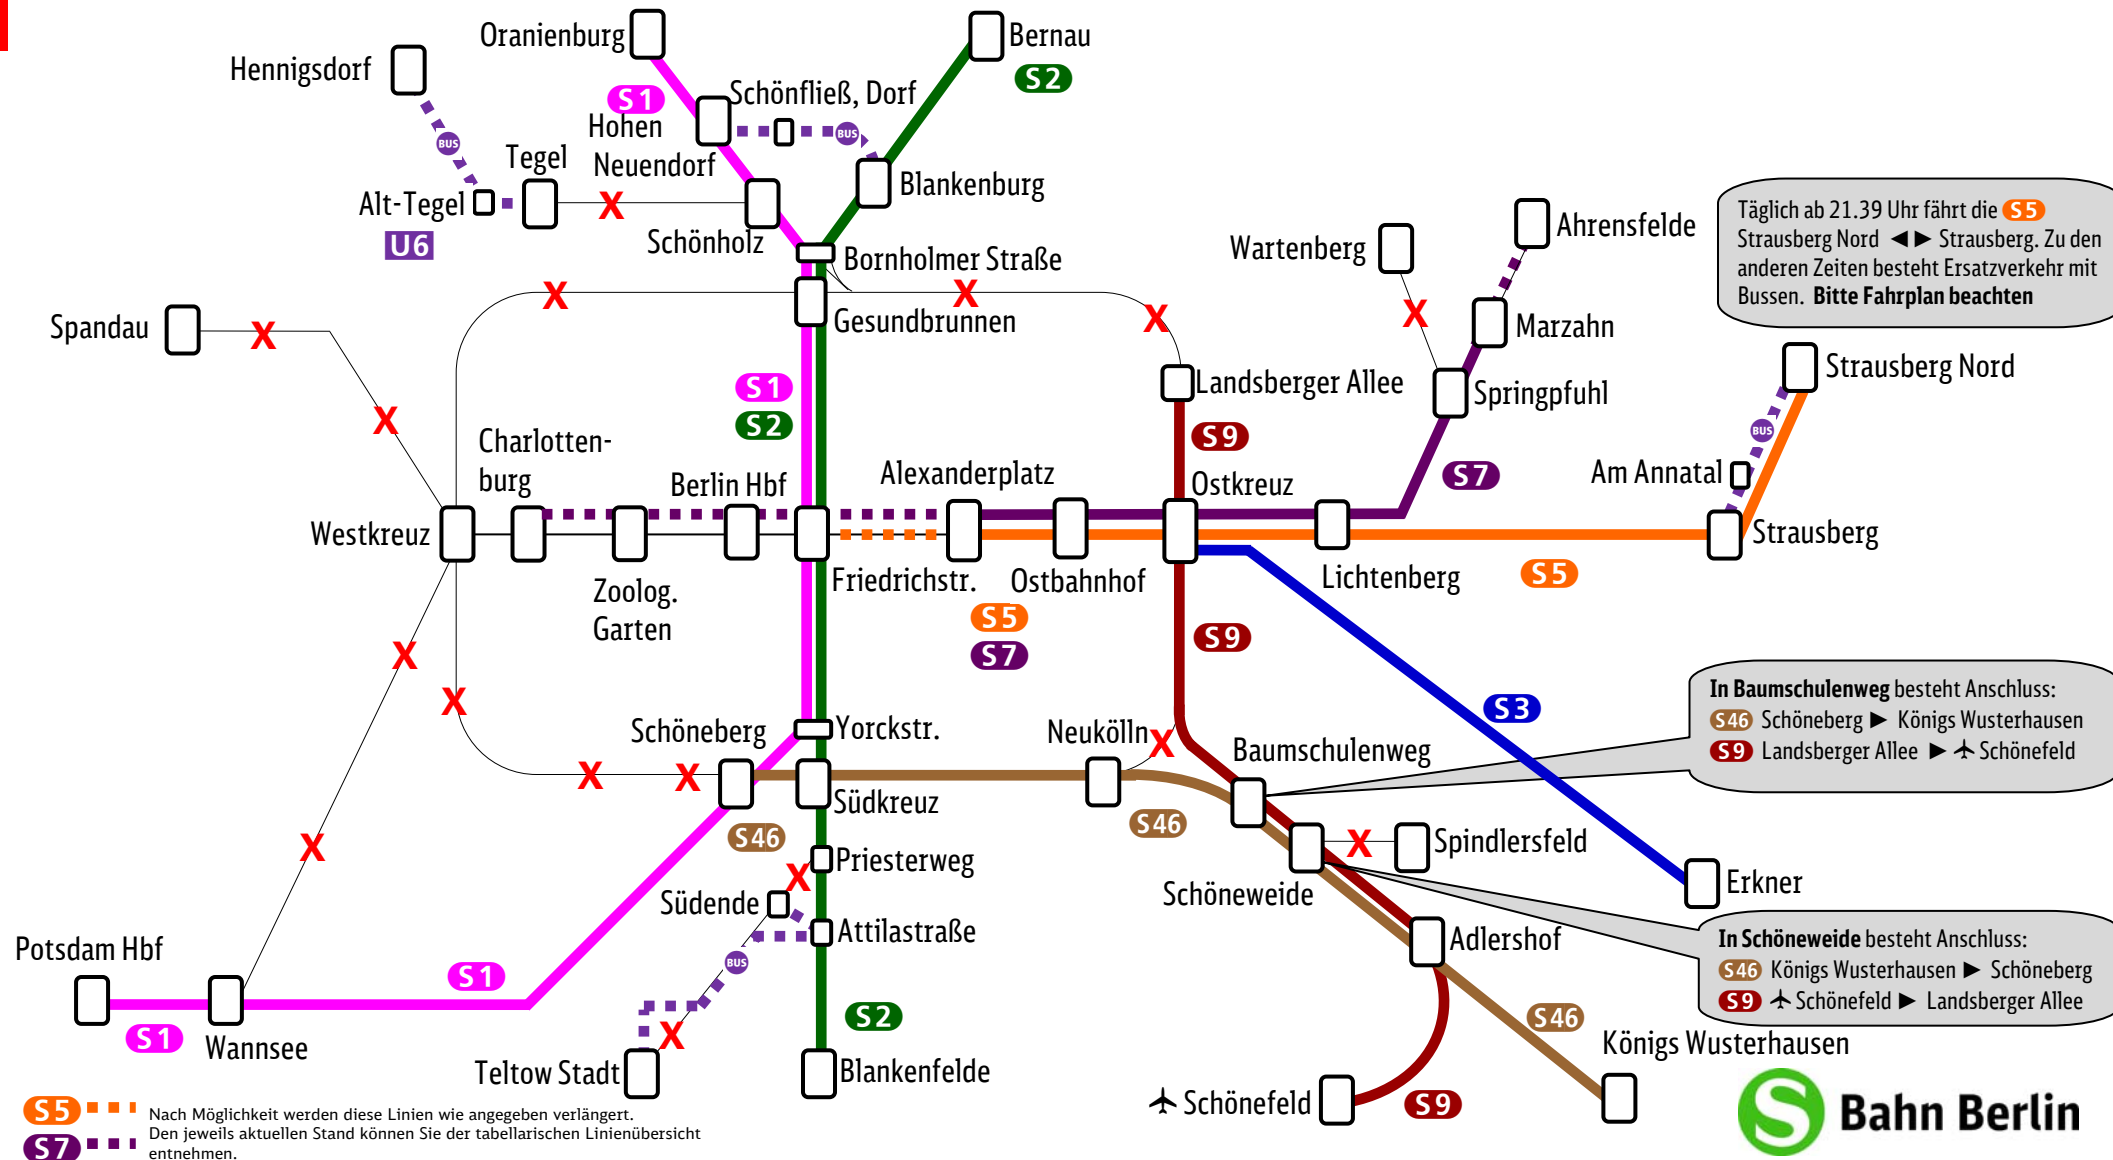 Oranienburg
Bernau
S2
Hennigsdorf
S1
Schönfließ, Dorf
Hohen
Neuendorf
BUS
BUS
Tegel
Blankenburg
Alt-Tegel
U6
X
Schönholz
Bornholmer Straße
Wartenberg
Ahrensfelde
Täglich ab 21.39 Uhr fährt die S5
Strausberg Nord ◄► Strausberg. Zu den
anderen Zeiten besteht Ersatzverkehr mit
Bussen. Bitte Fahrplan beachten
X
X
X
X
Spandau
X
Gesundbrunnen
Marzahn
Strausberg Nord
S1
S2
Landsberger Allee
Springpfuhl
X
Charlotten-
burg
S9
BUS
Berlin Hbf
Alexanderplatz
Ostkreuz
S7
Am Annatal
Westkreuz
Strausberg
Zoolog.
Garten
Friedrichstr.
Ostbahnhof
Lichtenberg
S5
S5
S7
S9
X
X
S3
In Baumschulenweg besteht Anschluss:
S46 Schöneberg ► Königs Wusterhausen
S9 Landsberger Allee ► ✈ Schönefeld
Schöneberg
Yorckstr.
Neukölln
X
Baumschulenweg
X
X
Südkreuz
S46
S46
X
Priesterweg
X
Spindlersfeld
X
Schöneweide
Erkner
Südende
Attilastraße
Adlershof
In Schöneweide besteht Anschluss:
S46 Königs Wusterhausen ► Schöneberg
S9 ✈ Schönefeld ► Landsberger Allee
Potsdam Hbf
S1
BUS
S1
Wannsee
X
S2
S46
Königs Wusterhausen
Teltow Stadt
Blankenfelde
✈ Schönefeld
S9
S Bahn Berlin
S5
S7
Nach Möglichkeit werden diese Linien wie angegeben verlängert.
Den jeweils aktuellen Stand können Sie der tabellarischen Linienübersicht
entnehmen.